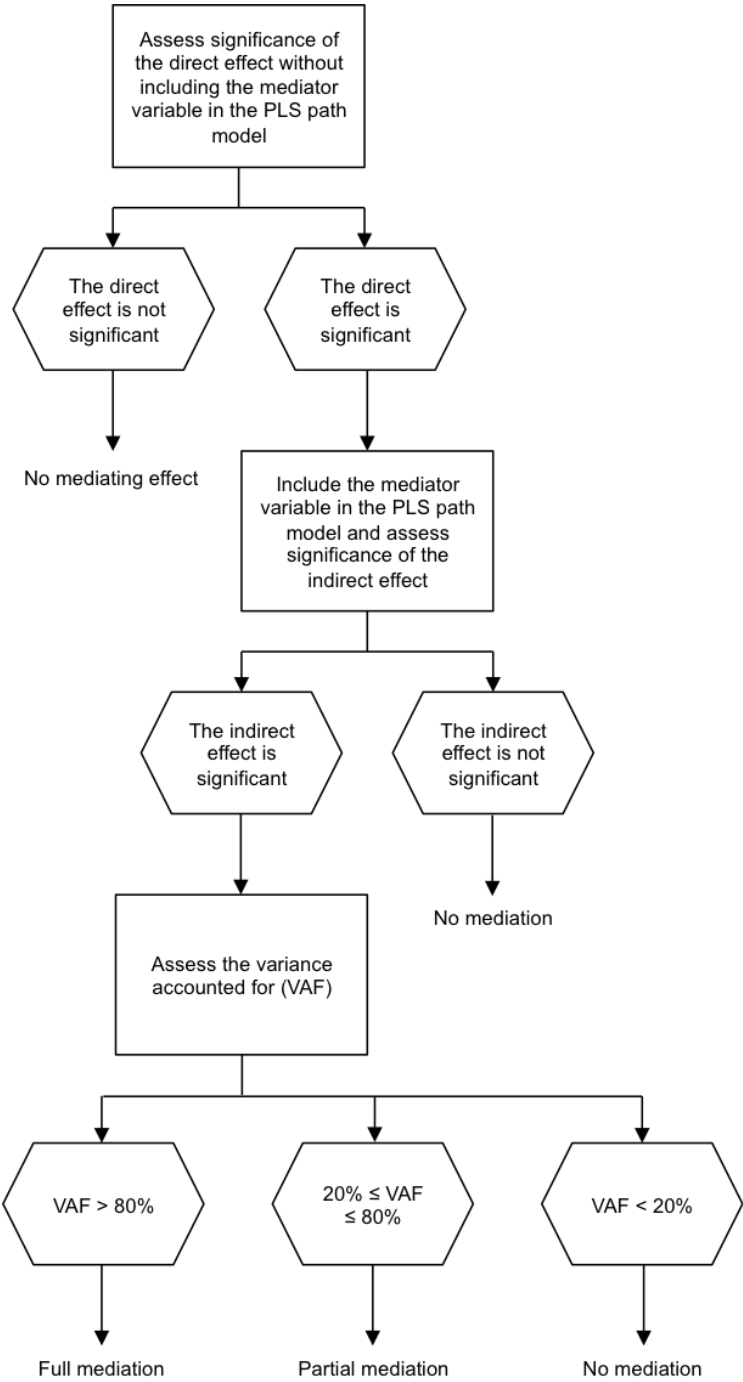 Assess significance of
the direct effect without
including the mediator
variable in the PLS path
model
The direct
effect is not
significant
The direct
effect is
significant
No mediating effect
Include the mediator
variable in the PLS path
model and assess
significance of the
indirect effect
The indirect
effect is
significant
The indirect
effect is not
significant
No mediation
Assess the variance
accounted for (VAF)
VAF > 80%
20% ≤ VAF
≤ 80%
VAF < 20%
Full mediation
Partial mediation
No mediation